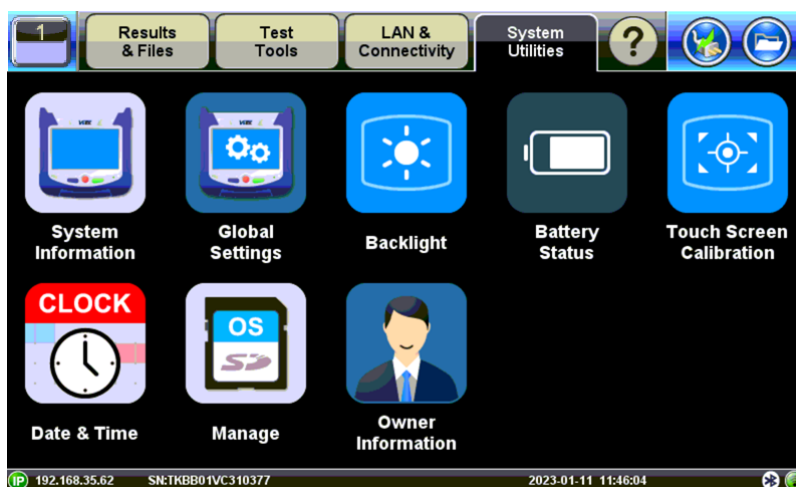 1
Results
& Files
Test
Tools
LAN &
Connectivity
System
Utilities
?
System
Information
Global
Settings
Backlight
Battery
Status
Touch Screen
Calibration
CLOCK
OS
Date & Time
Manage
Owner
Information
IP 192.168.35.62 SN:TKBB01VC310377 2023-01-11 11:46:04